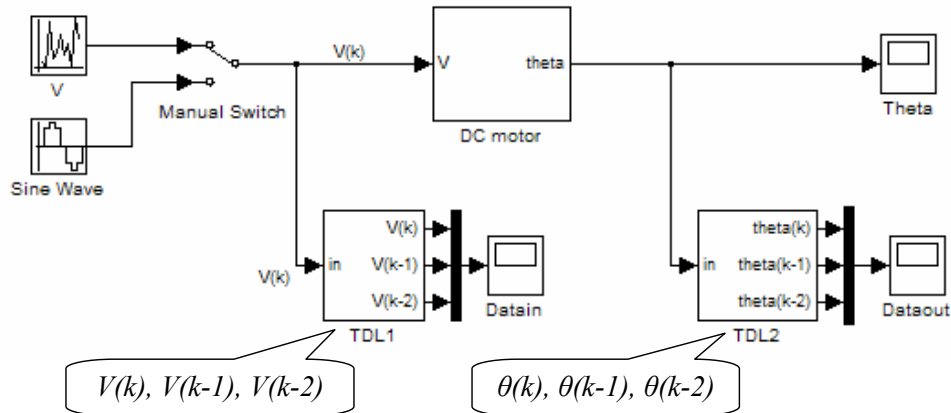 V
Sine Wave
Manual Switch
V(k)
V
theta
DC motor
Theta
V(k)
in
V(k)
V(k-1)
V(k-2)
TDL1
Datain
in
theta(k)
theta(k-1)
theta(k-2)
TDL2
Dataout
V(k), V(k-1), V(k-2)
θ(k), θ(k-1), θ(k-2)